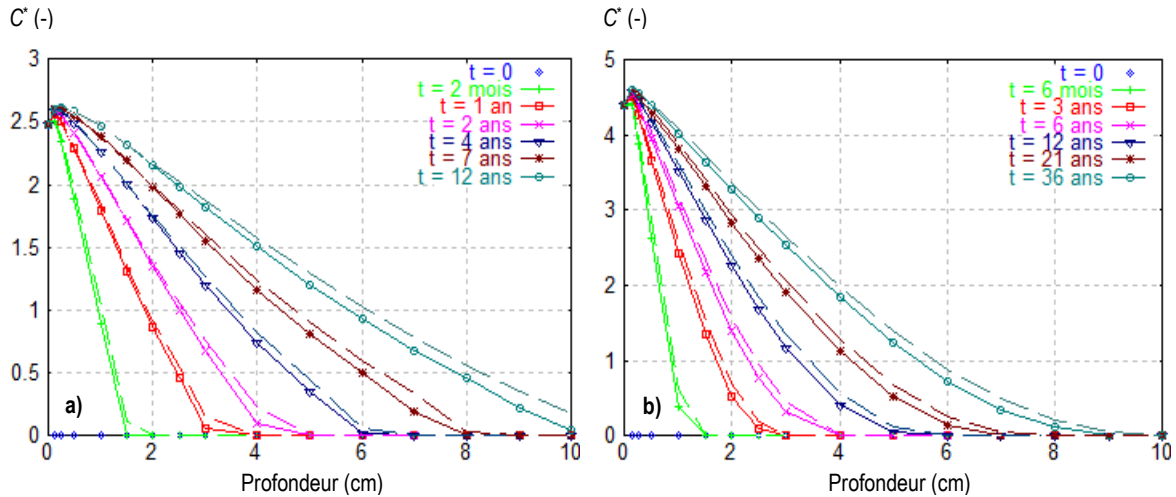 C* (-)
3
2.5
2
1.5
1
0.5
0
0 2 4 6 8 10
t = 0
t = 2 mois
t = 1 an
t = 2 ans
t = 4 ans
t = 7 ans
t = 12 ans
a)
Profondeur (cm)
C* (-)
5
4
3
2
1
0
0 2 4 6 8 10
t = 0
t = 6 mois
t = 3 ans
t = 6 ans
t = 12 ans
t = 21 ans
t = 36 ans
b)
Profondeur (cm)